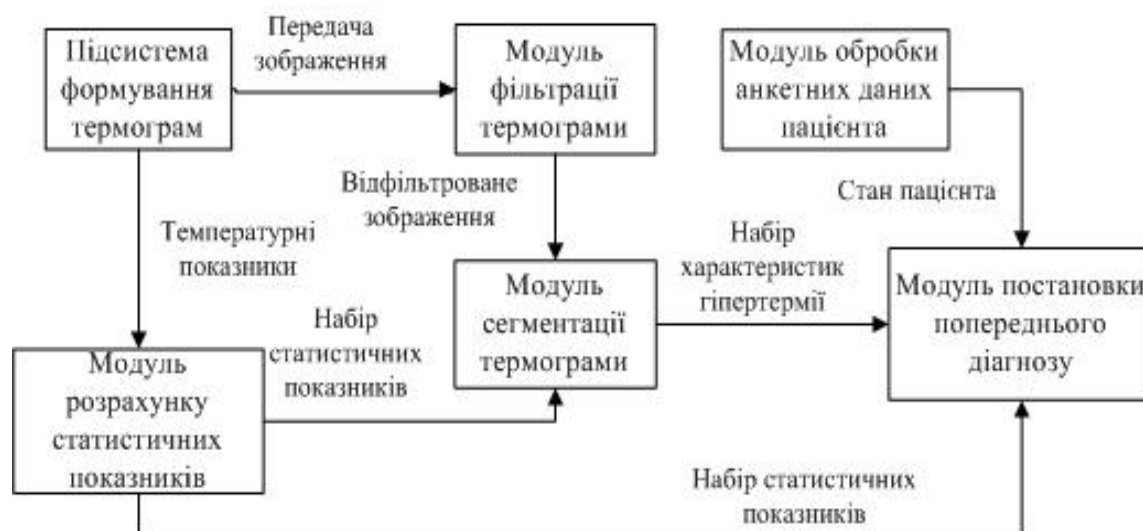 Підсистема
формування
термограм
Передача
зображення
Модуль
фільтрації
термограми
Модуль обробки
анкетних даних
пацієнта
Відфільтроване
зображення
Стан пацієнта
Температурні
показники
Модуль
сегментації
термограми
Набір
характеристик
гіпертермії
Модуль постановки
попереднього
діагнозу
Набір
статистичних
показників
Модуль
розрахунку
статистичних
показників
Набір статистичних
показників